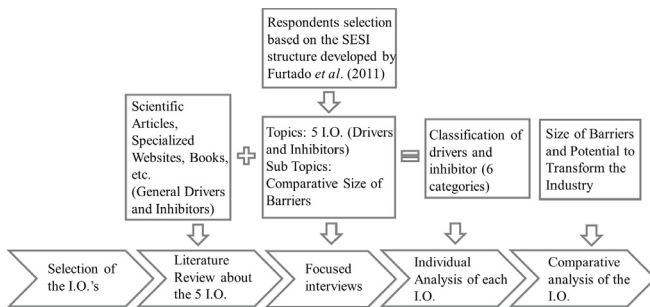 Respondents selection
based on the SESI
structure developed by
Furtado et al. (2011)
Scientific
Articles,
Specialized
Websites, Books,
etc.
(General Drivers
and Inhibitors)
Topics: 5 I.O. (Drivers
and Inhibitors)
Sub Topics:
Comparative Size of
Barriers
Classification of
drivers and
inhibitor (6
categories)
Size of Barriers
and Potential to
Transform the
Industry
Selection of
the I.O.'s
Literature
Review about
the 5 I.O.
Focused
interviews
Individual
Analysis of each
I.O.
Comparative
analysis of the
I.O.